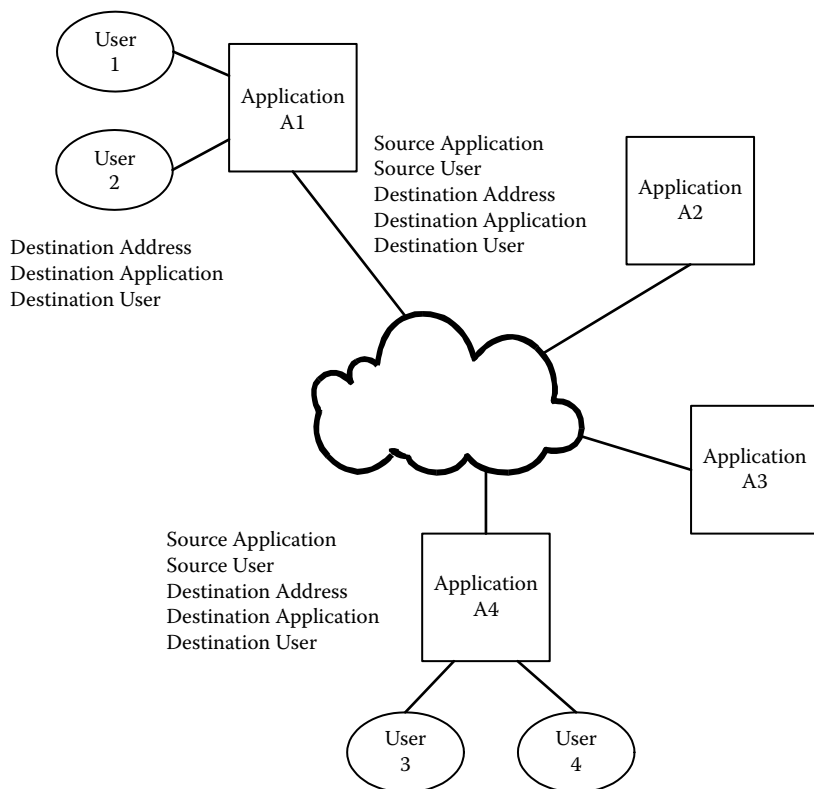 User
1
Application
A1
User
2
Source Application
Source User
Destination Address
Destination Application
Destination User
Application
A2
Destination Address
Destination Application
Destination User
Application
A3
Source Application
Source User
Destination Address
Destination Application
Destination User
Application
A4
User
3
User
4